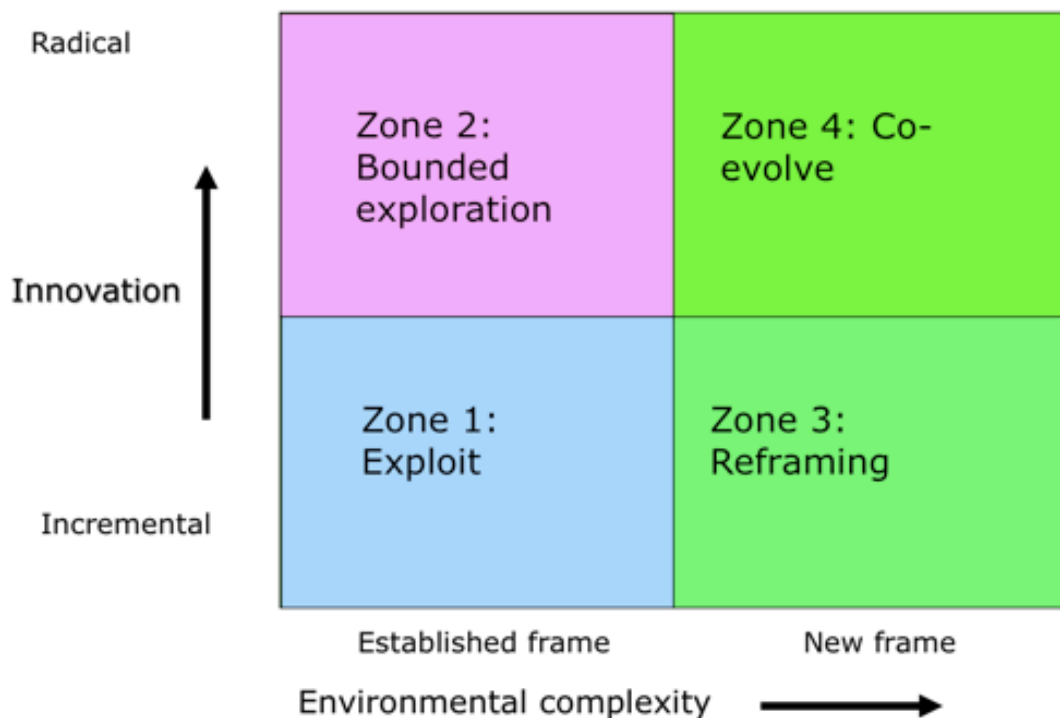 Radical
Zone 2:
Bounded
exploration
Zone 4: Co-
evolve
Innovation
Zone 1:
Exploit
Zone 3:
Reframing
Incremental
Established frame
New frame
Environmental complexity